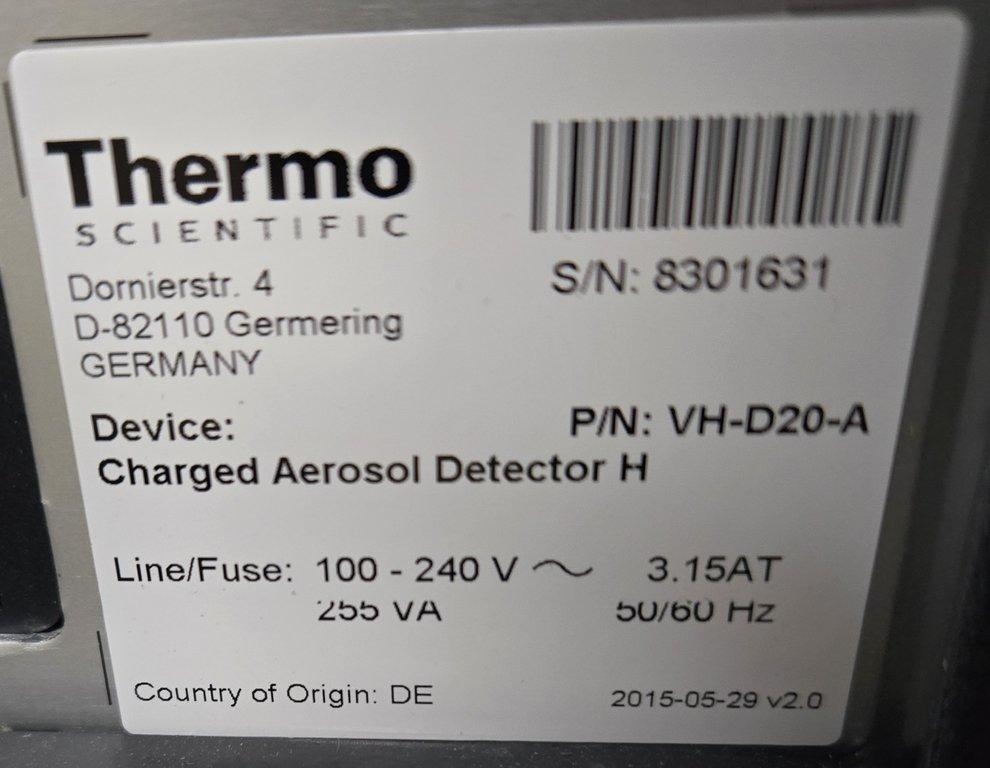 Thermo
SCIENTIFIC
Dornierstr. 4
D-82110 Germering
GERMANY
S/N: 8301631
Device:
P/N: VH-D20-A
Charged Aerosol Detector H
Line/Fuse: 100 - 240 V ~ 3.15AT
255 VA 50/60 Hz
Country of Origin: DE
2015-05-29 v2.0